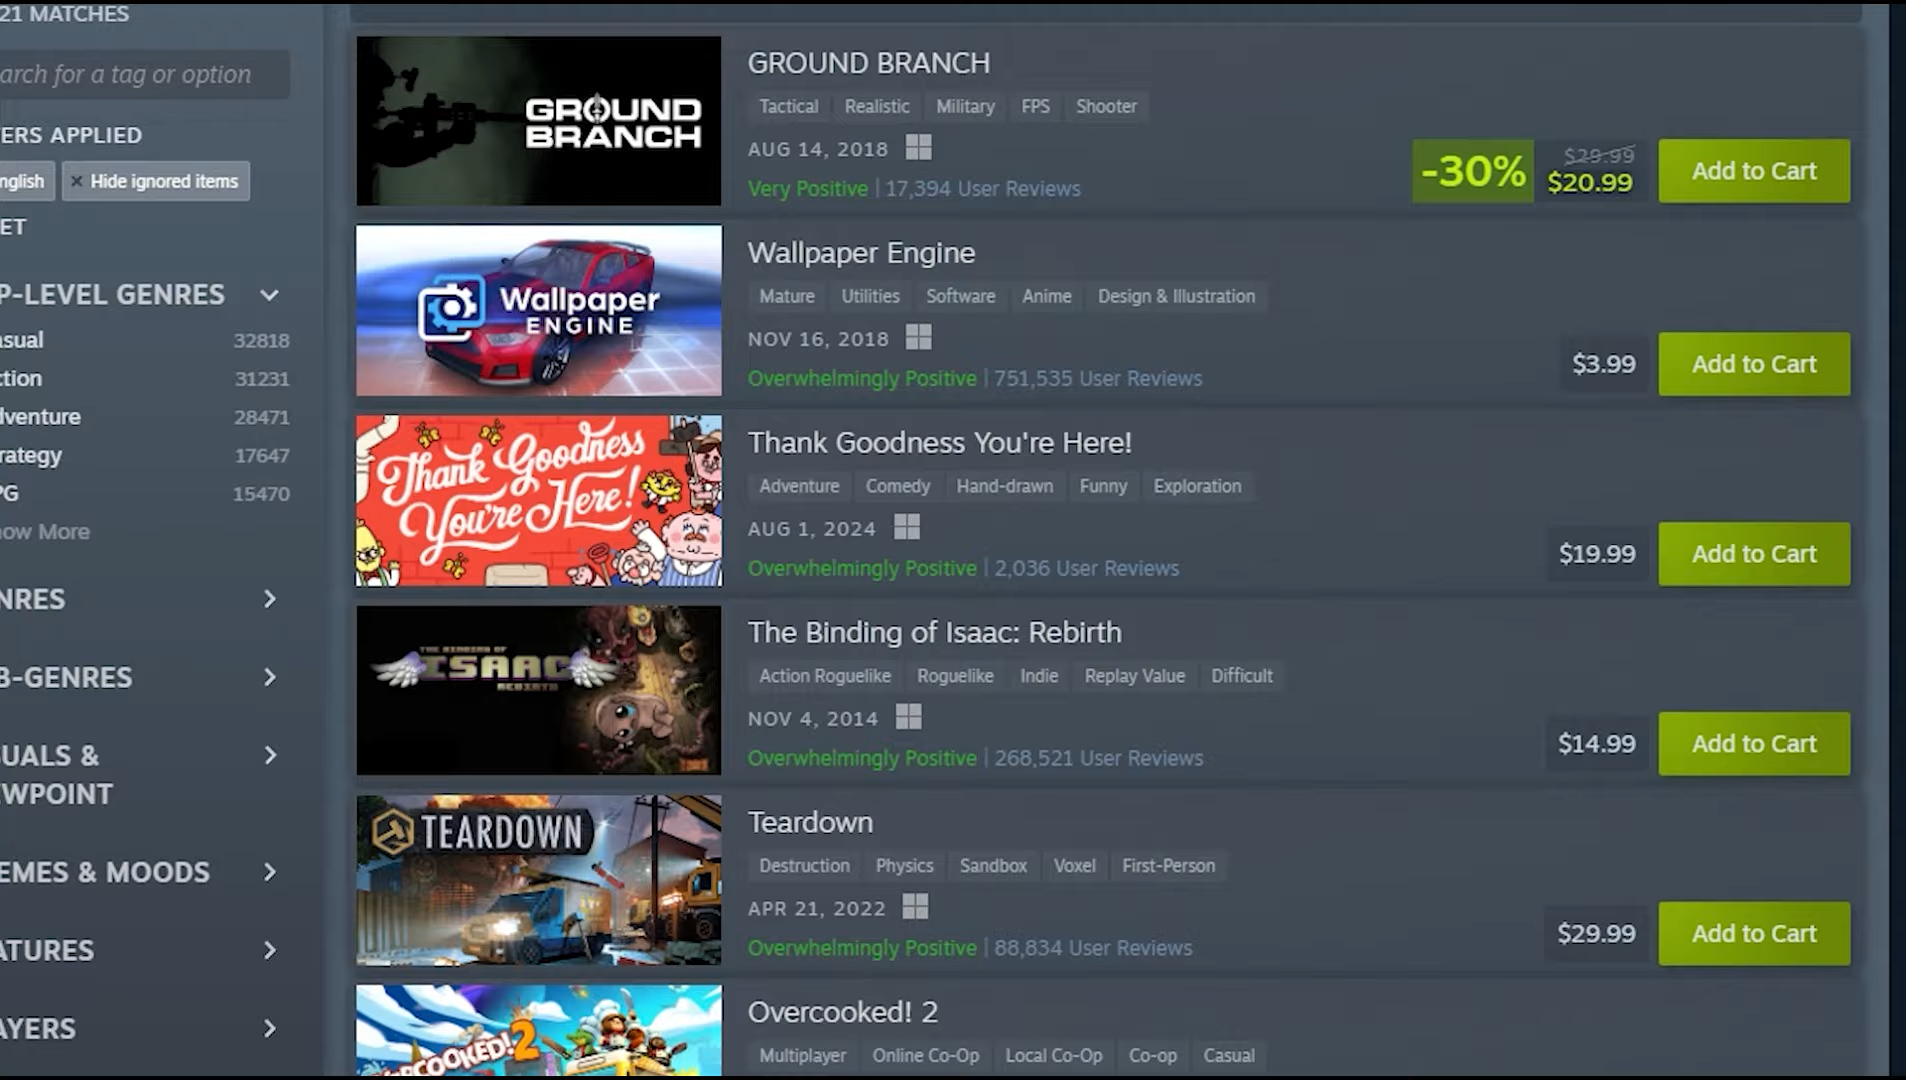 21 MATCHES
arch for a tag or option
ERS APPLIED
nglish
× Hide ignored items
ET
P-LEVEL GENRES
asual 32818
ction 31231
dventure 28471
rategy 17647
PG 15470
how More
NRES
B-GENRES
SUALS &
EWPOINT
EMES & MOODS
ATURES
AYERS
GROUND
BRANCH
GROUND BRANCH
Tactical Realistic Military FPS Shooter
AUG 14, 2018
Very Positive | 17,394 User Reviews
-30% $29.99 $20.99 Add to Cart
Wallpaper
ENGINE
Wallpaper Engine
Mature Utilities Software Anime Design & Illustration
NOV 16, 2018
Overwhelmingly Positive | 751,535 User Reviews
$3.99 Add to Cart
Thank Goodness
You're Here!
Thank Goodness You're Here!
Adventure Comedy Hand-drawn Funny Exploration
AUG 1, 2024
Overwhelmingly Positive | 2,036 User Reviews
$19.99 Add to Cart
THE BINDING OF
ISAAC
REBIRTH
The Binding of Isaac: Rebirth
Action Roguelike Roguelike Indie Replay Value Difficult
NOV 4, 2014
Overwhelmingly Positive | 268,521 User Reviews
$14.99 Add to Cart
TEARDOWN
Teardown
Destruction Physics Sandbox Voxel First-Person
APR 21, 2022
Overwhelmingly Positive | 88,834 User Reviews
$29.99 Add to Cart
RCOOKED! 2
Overcooked! 2
Multiplayer Online Co-Op Local Co-Op Co-op Casual